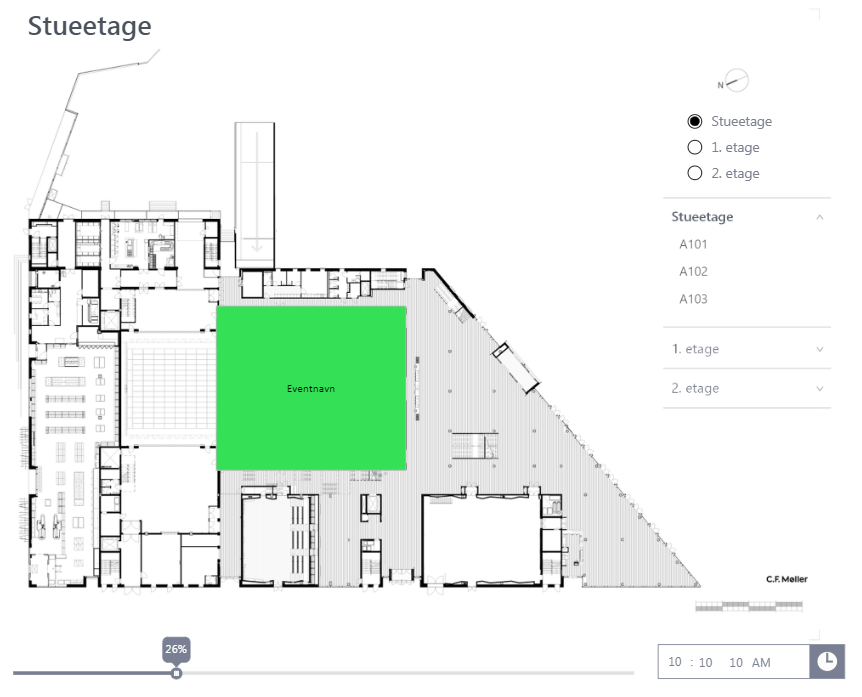 Stueetage
N
Stueetage
1. etage
2. etage
Stueetage
A101
A102
A103
1. etage
2. etage
Eventnavn
C.F. Møller
26%
10 : 10 10 AM